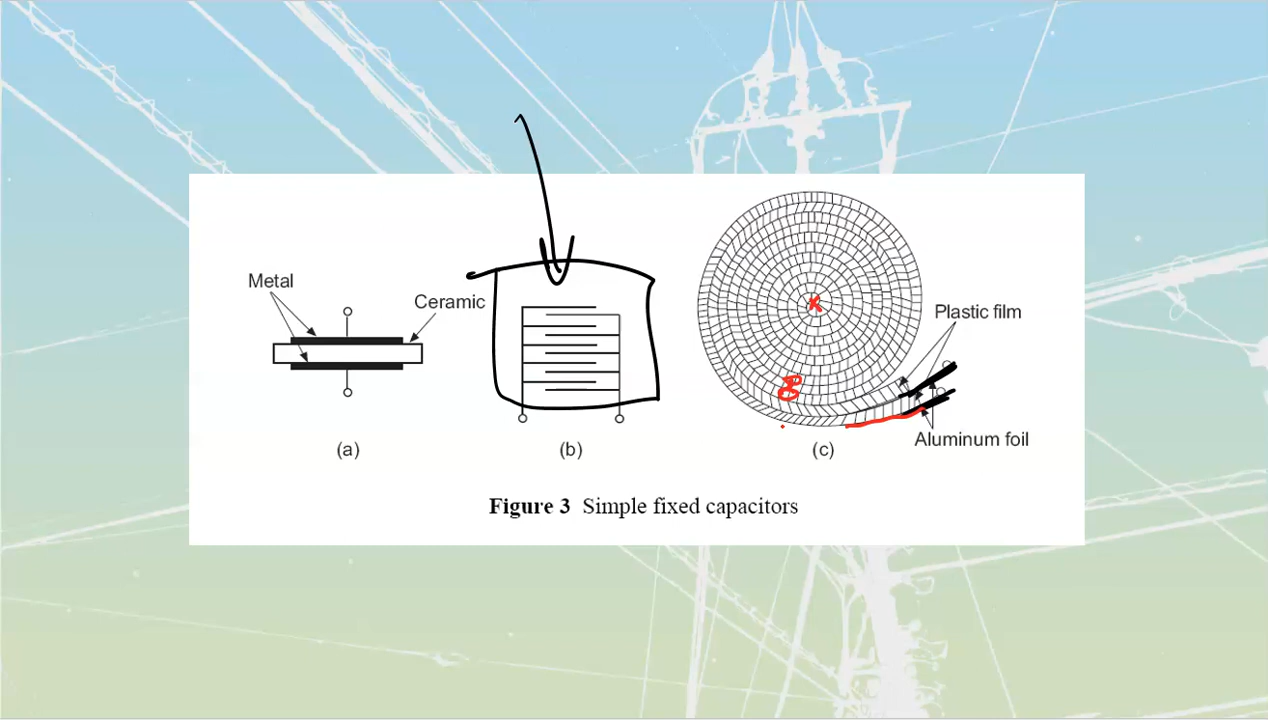 Metal
Ceramic
Plastic film
Aluminum foil
(a)
(b)
(c)
Figure 3 Simple fixed capacitors